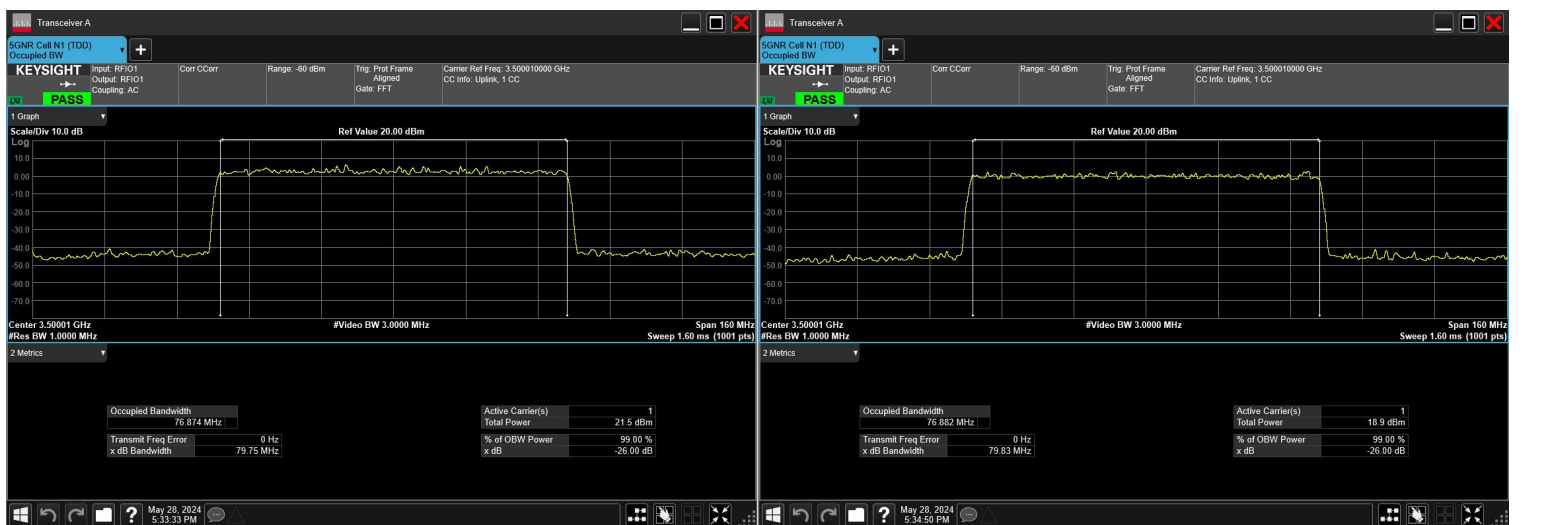 Transceiver A
5GNR Cell N1 (TDD)
Occupied BW
+
KEYSIGHT
LXI
PASS
Input: RFIO1
Output: RFIO1
Coupling: AC
Corr CCorr
Range: -60 dBm
Trig: Prot Frame
Aligned
Gate: FFT
Carrier Ref Freq: 3.500010000 GHz
CC Info: Uplink, 1 CC
1 Graph
Scale/Div 10.0 dB
Ref Value 20.00 dBm
Log
10.0
0.00
-10.0
-20.0
-30.0
-40.0
-50.0
-60.0
-70.0
Center 3.50001 GHz
#Video BW 3.0000 MHz
Span 160 MHz
#Res BW 1.0000 MHz
Sweep 1.60 ms (1001 pts)
2 Metrics
Occupied Bandwidth
76.874 MHz
Transmit Freq Error 0 Hz
x dB Bandwidth 79.75 MHz
Active Carrier(s) 1
Total Power 21.5 dBm
% of OBW Power 99.00 %
x dB -26.00 dB
?
May 28, 2024
5:33:33 PM
Transceiver A
5GNR Cell N1 (TDD)
Occupied BW
+
KEYSIGHT
LXI
PASS
Input: RFIO1
Output: RFIO1
Coupling: AC
Corr CCorr
Range: -60 dBm
Trig: Prot Frame
Aligned
Gate: FFT
Carrier Ref Freq: 3.500010000 GHz
CC Info: Uplink, 1 CC
1 Graph
Scale/Div 10.0 dB
Ref Value 20.00 dBm
Log
10.0
0.00
-10.0
-20.0
-30.0
-40.0
-50.0
-60.0
-70.0
Center 3.50001 GHz
#Video BW 3.0000 MHz
Span 160 MHz
#Res BW 1.0000 MHz
Sweep 1.60 ms (1001 pts)
2 Metrics
Occupied Bandwidth
76.882 MHz
Transmit Freq Error 0 Hz
x dB Bandwidth 79.83 MHz
Active Carrier(s) 1
Total Power 18.9 dBm
% of OBW Power 99.00 %
x dB -26.00 dB
?
May 28, 2024
5:34:50 PM